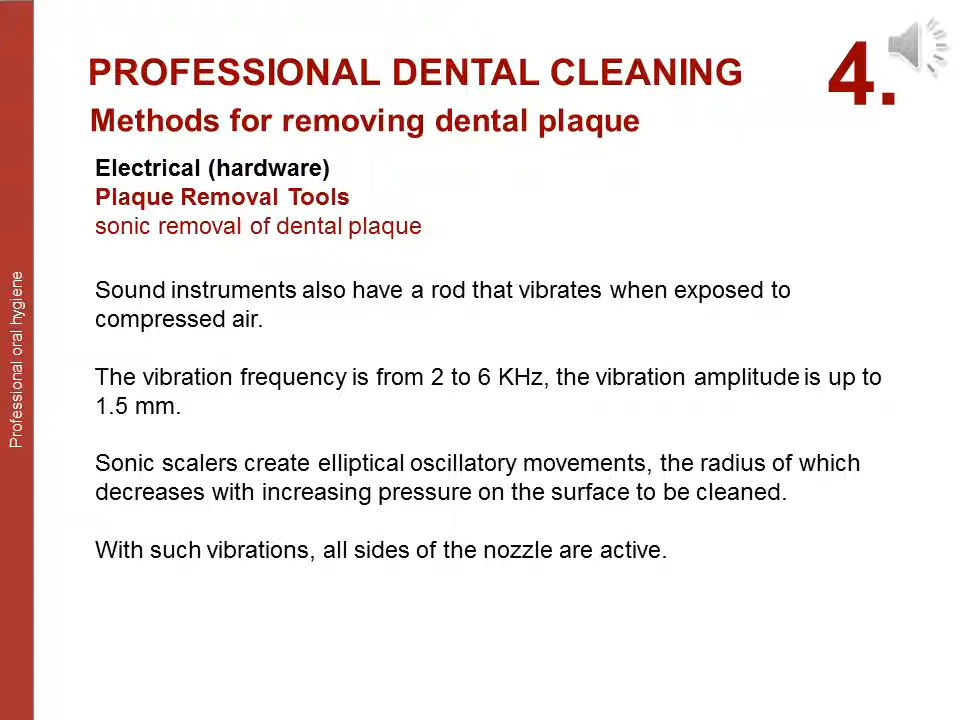 PROFESSIONAL DENTAL CLEANING
4.
Methods for removing dental plaque
Electrical (hardware)
Plaque Removal Tools
sonic removal of dental plaque
Sound instruments also have a rod that vibrates when exposed to
compressed air.
The vibration frequency is from 2 to 6 KHz, the vibration amplitude is up to
1.5 mm.
Sonic scalers create elliptical oscillatory movements, the radius of which
decreases with increasing pressure on the surface to be cleaned.
With such vibrations, all sides of the nozzle are active.
Professional oral hygiene